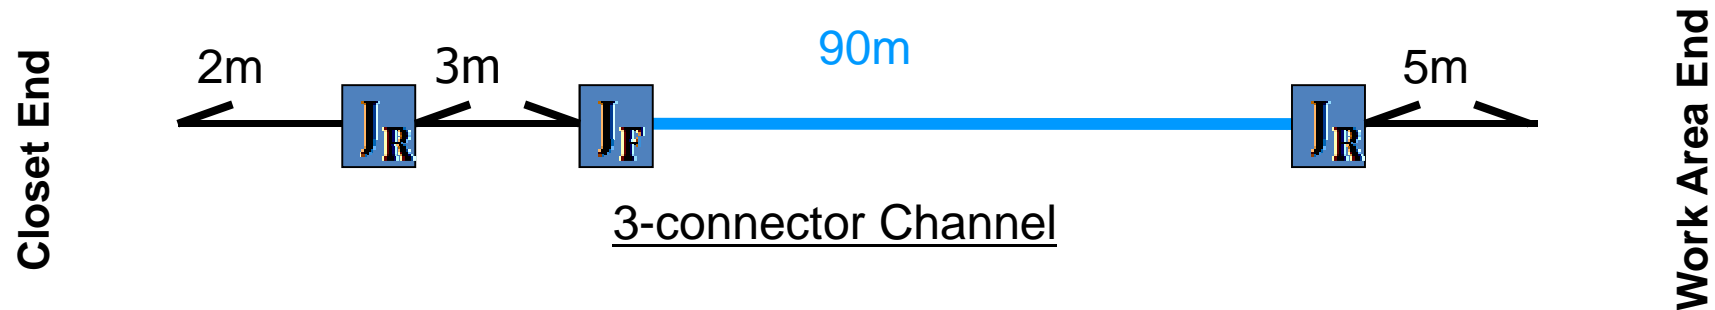 Closet End
2m
JR
3m
JF
90m
JR
5m
Work Area End
3-connector Channel